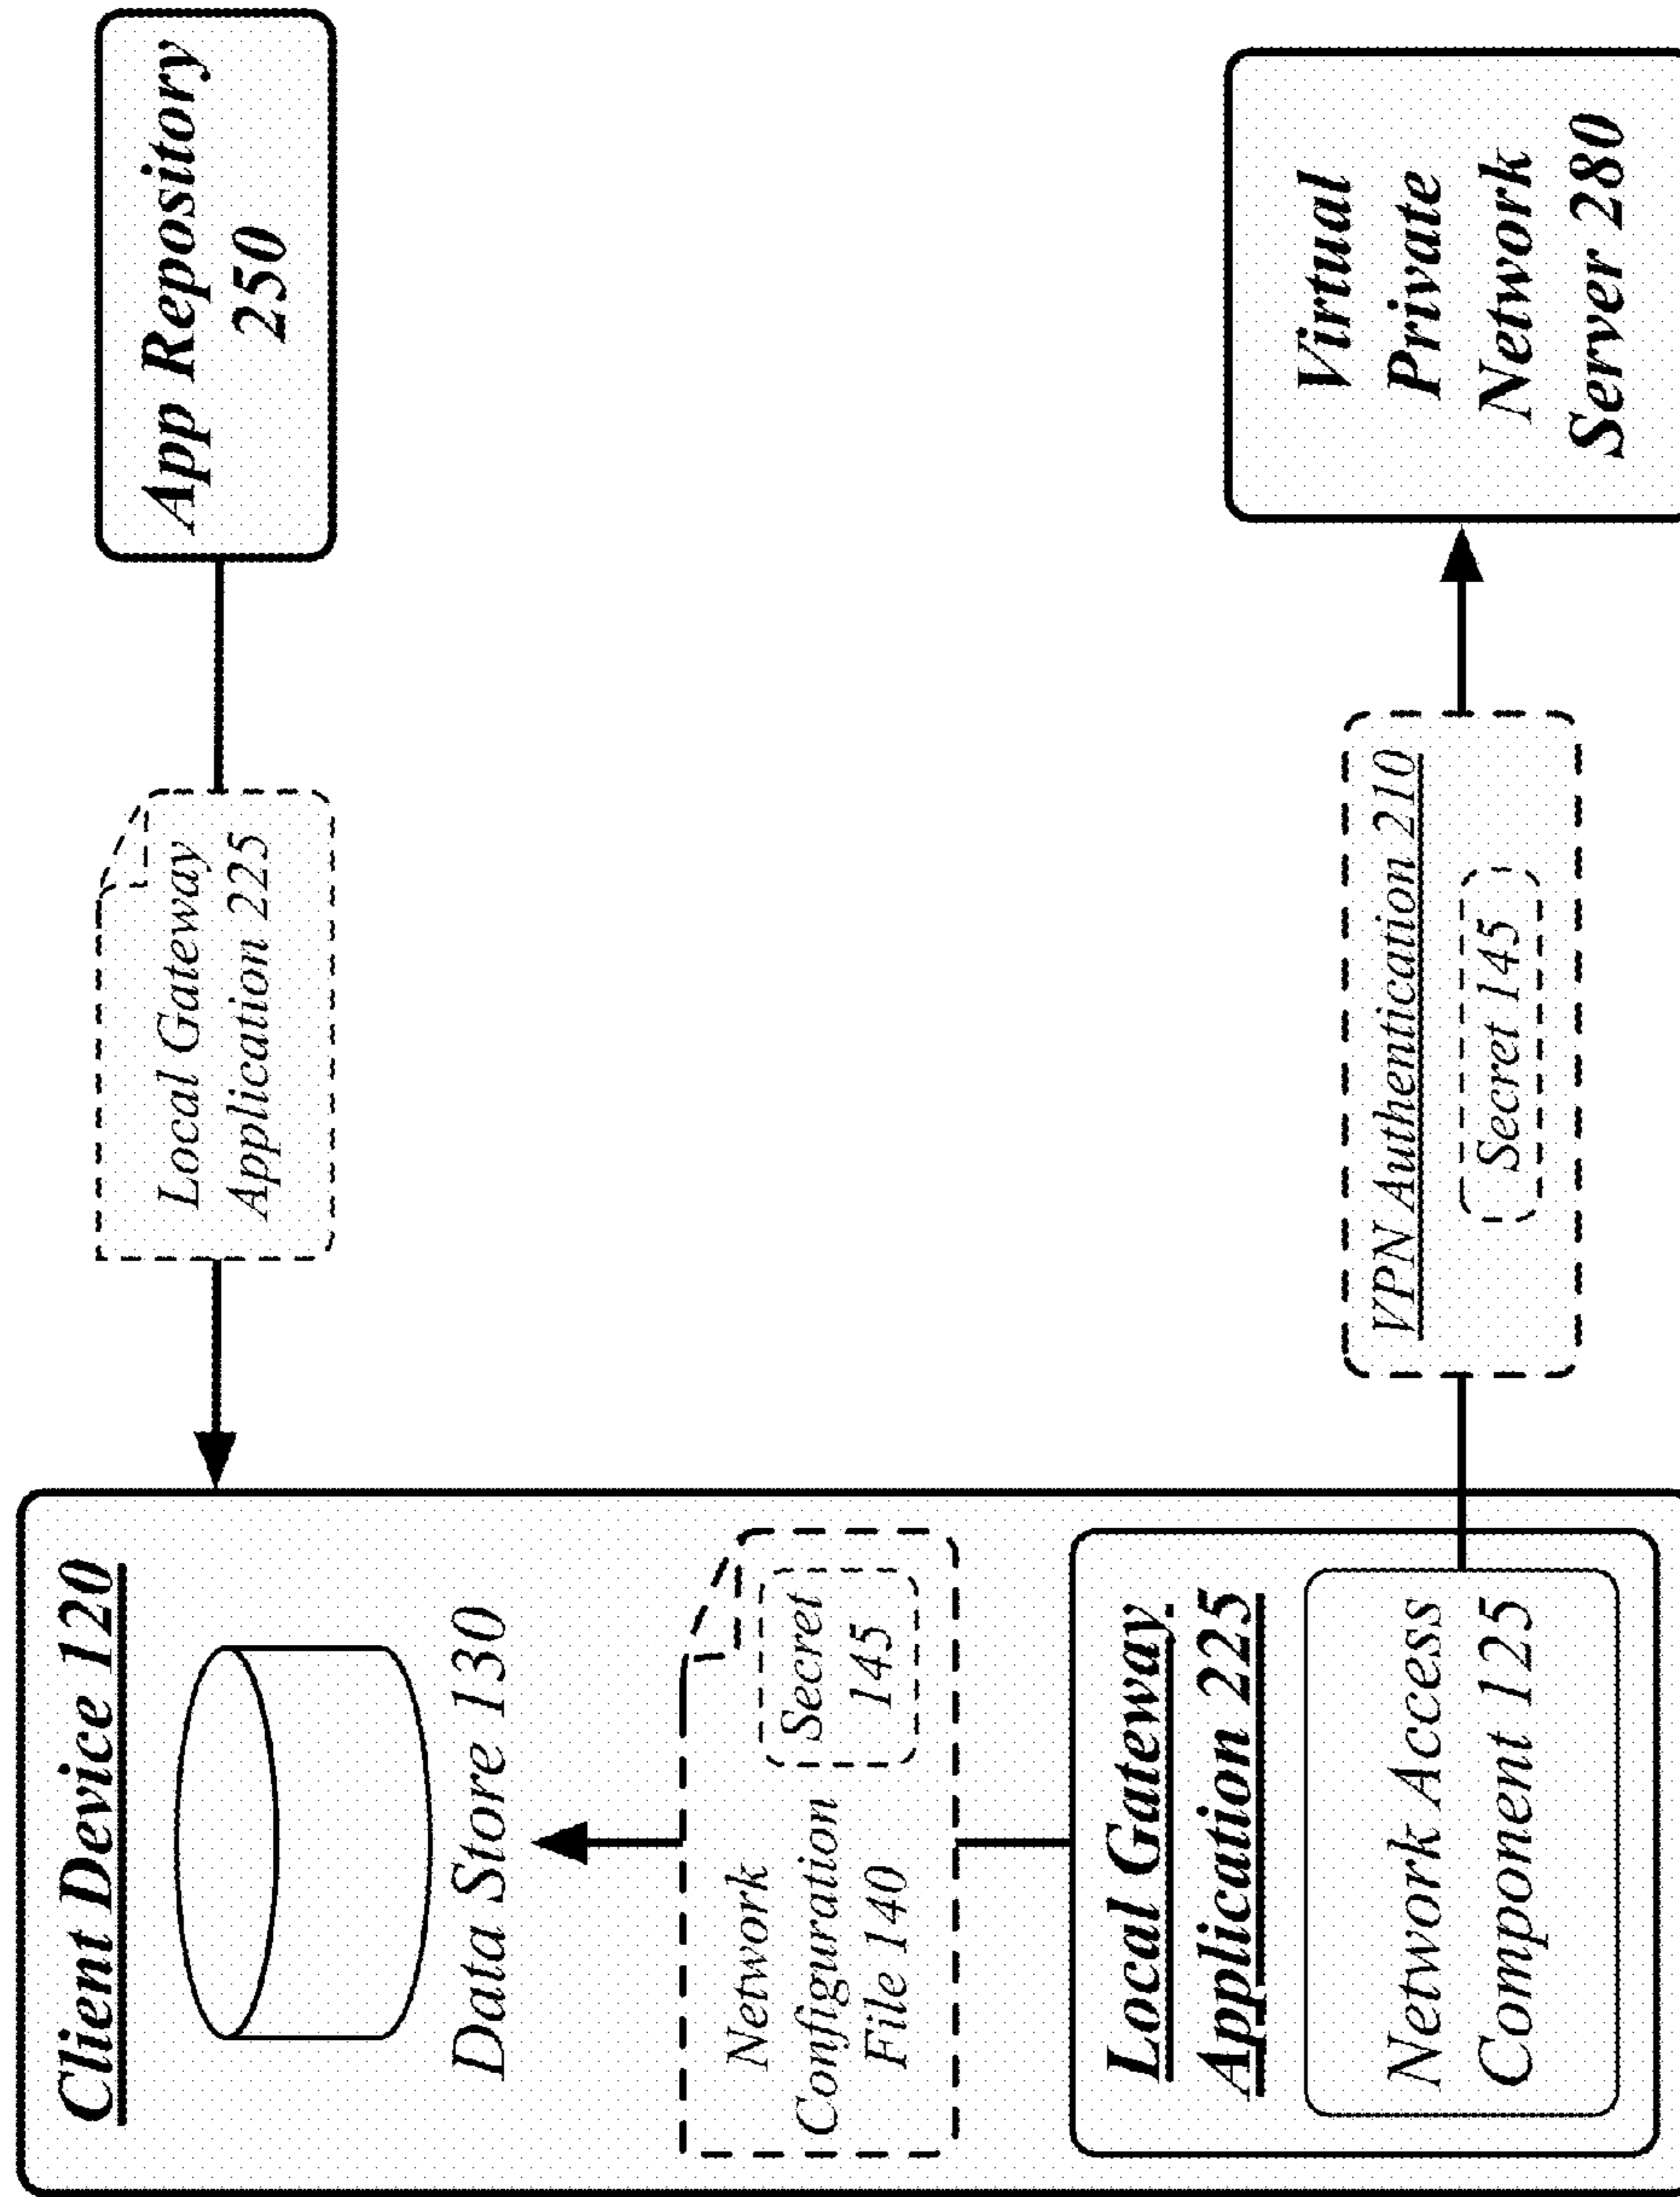 Client Device 120
Data Store 130
Network
Configuration
File 140
Secret
145
Local Gateway
Application 225
Network Access
Component 125
Local Gateway
Application 225
App Repository
250
VPN Authentication 210
Secret 145
Virtual
Private
Network
Server 280